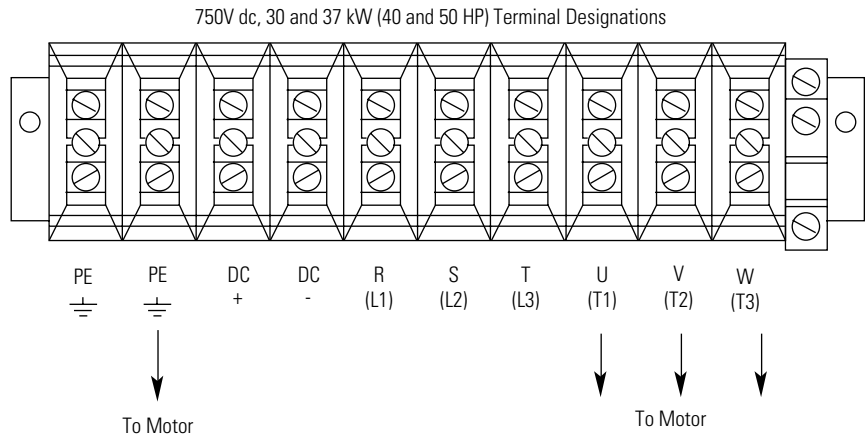 750V dc, 30 and 37 kW (40 and 50 HP) Terminal Designations
PE PE DC DC R S T U V W
+ - (L1) (L2) (L3) (T1) (T2) (T3)
To Motor To Motor